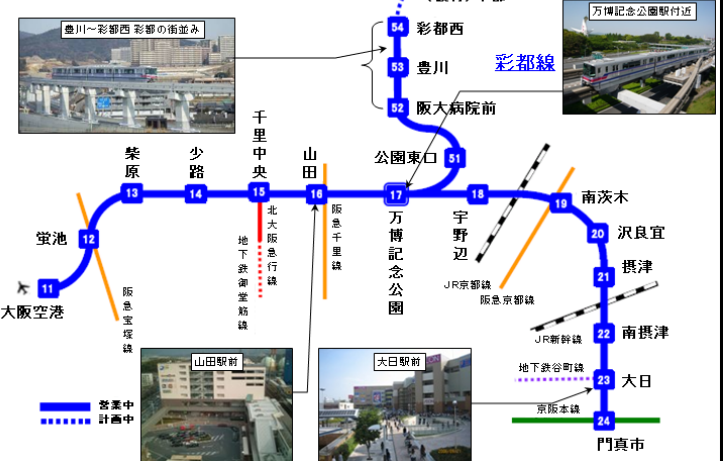 豊川～彩都西 彩都の街並み
54 彩都西
53 豊川
52 阪大病院前
彩都線
万博記念公園駅付近
公園東口 51
柴原
少路
千里中央
山田
13
14
15
16
17
18
19 南茨木
蛍池 12
11
大阪空港
阪急宝塚線
北大阪急行線
地下鉄御堂筋線
阪急千里線
万博記念公園
宇野辺
JR京都線
阪急京都線
20 沢良宜
21 摂津
JR新幹線
22 南摂津
地下鉄谷町線
23 大日
京阪本線
24
門真市
山田駅前
大日駅前
営業中
計画中